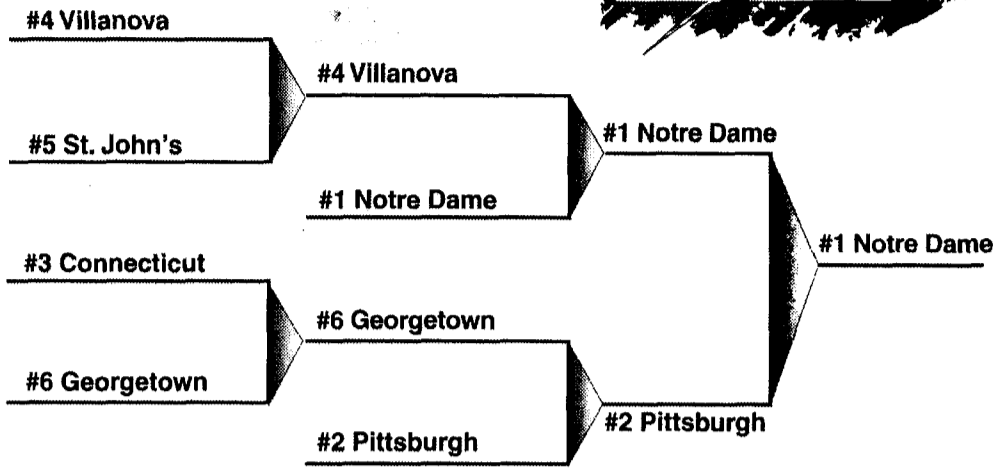 #4 Villanova
#5 St. John's
#4 Villanova
#1 Notre Dame
#1 Notre Dame
#1 Notre Dame
#3 Connecticut
#6 Georgetown
#6 Georgetown
#2 Pittsburgh
#2 Pittsburgh